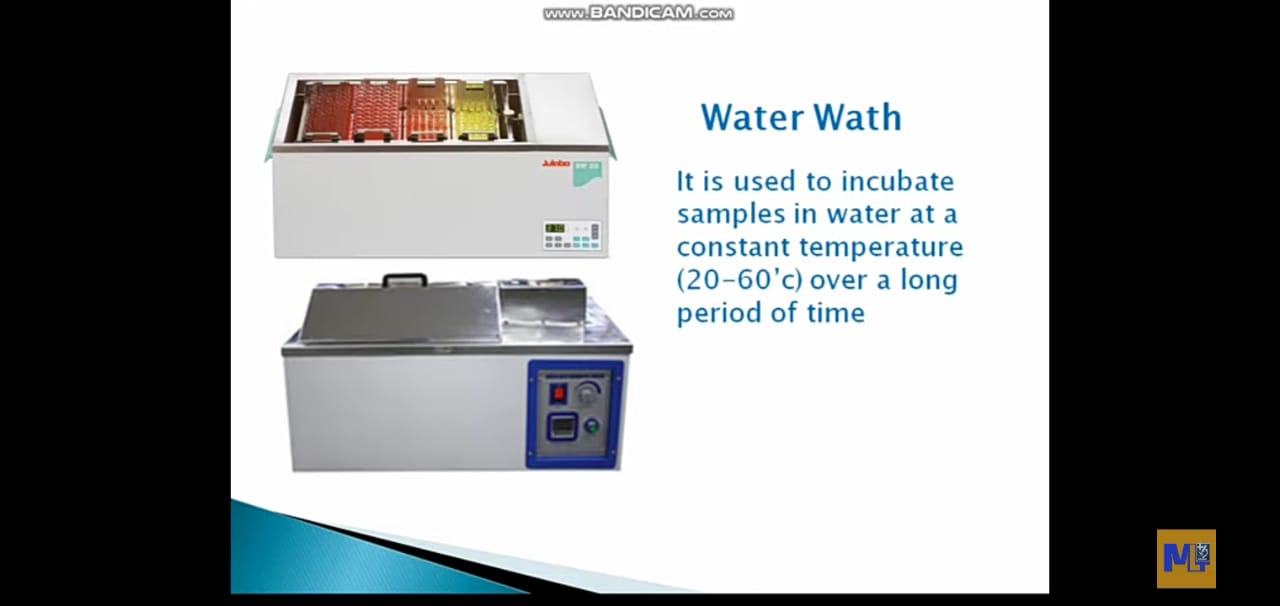 www.BANDICAM.com
Water Wath
Julabo
It is used to incubate
samples in water at a
constant temperature
(20-60'c) over a long
period of time
MLT